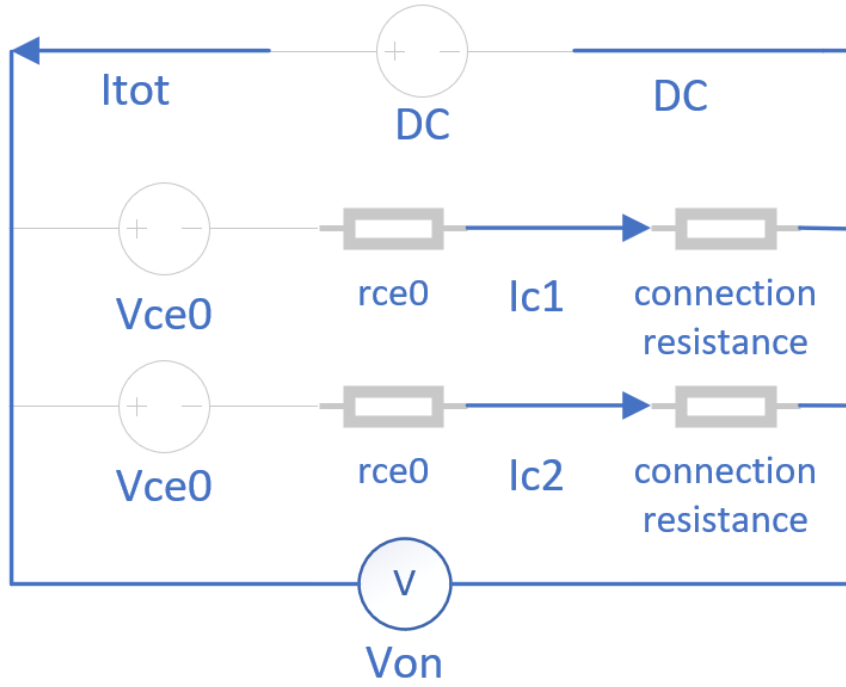 + -
Itot
DC
DC
+ -
Vce0
rce0
Ic1
connection
resistance
+ -
Vce0
rce0
Ic2
connection
resistance
V
Von